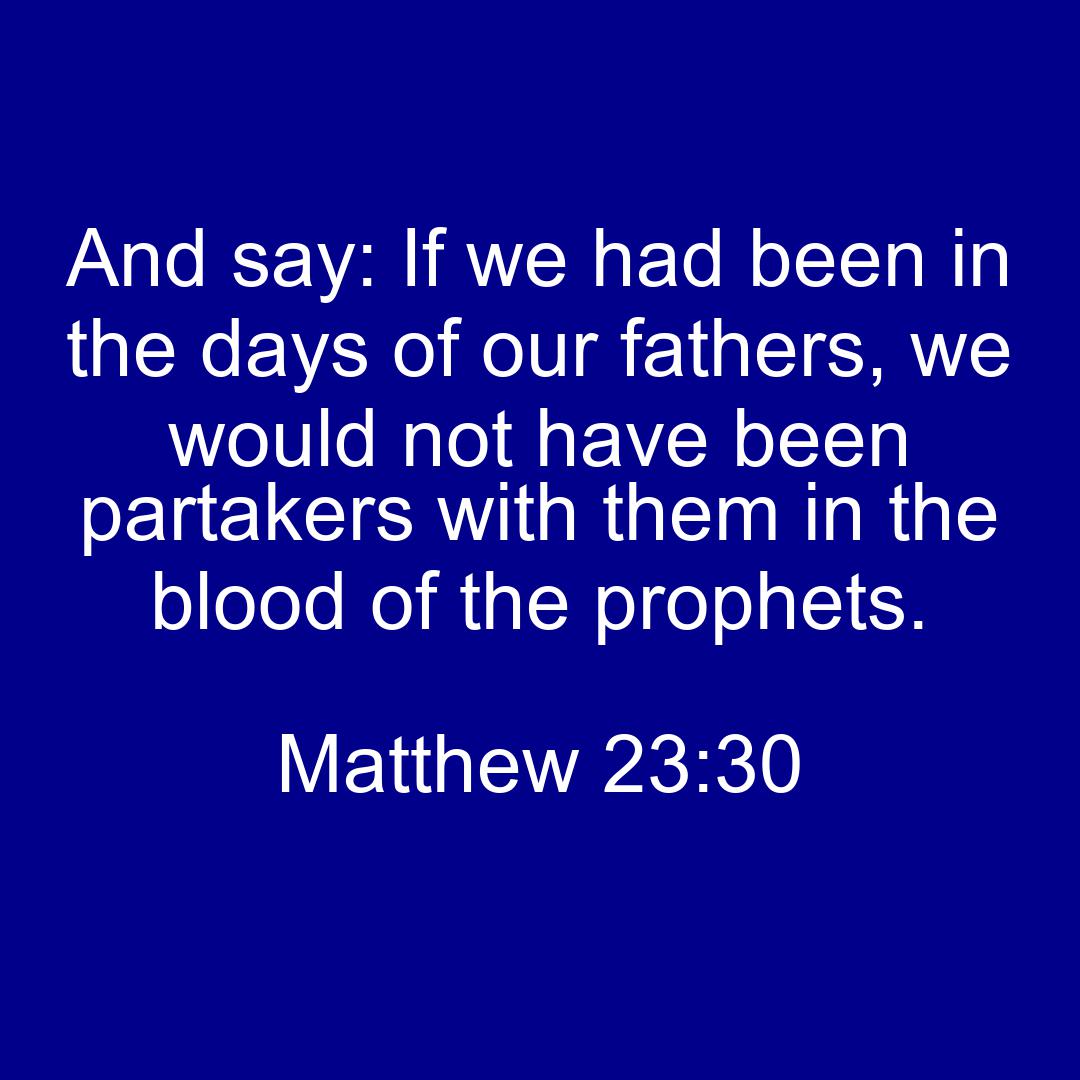 And say: If we had been in
the days of our fathers, we
would not have been
partakers with them in the
blood of the prophets.
Matthew 23:30